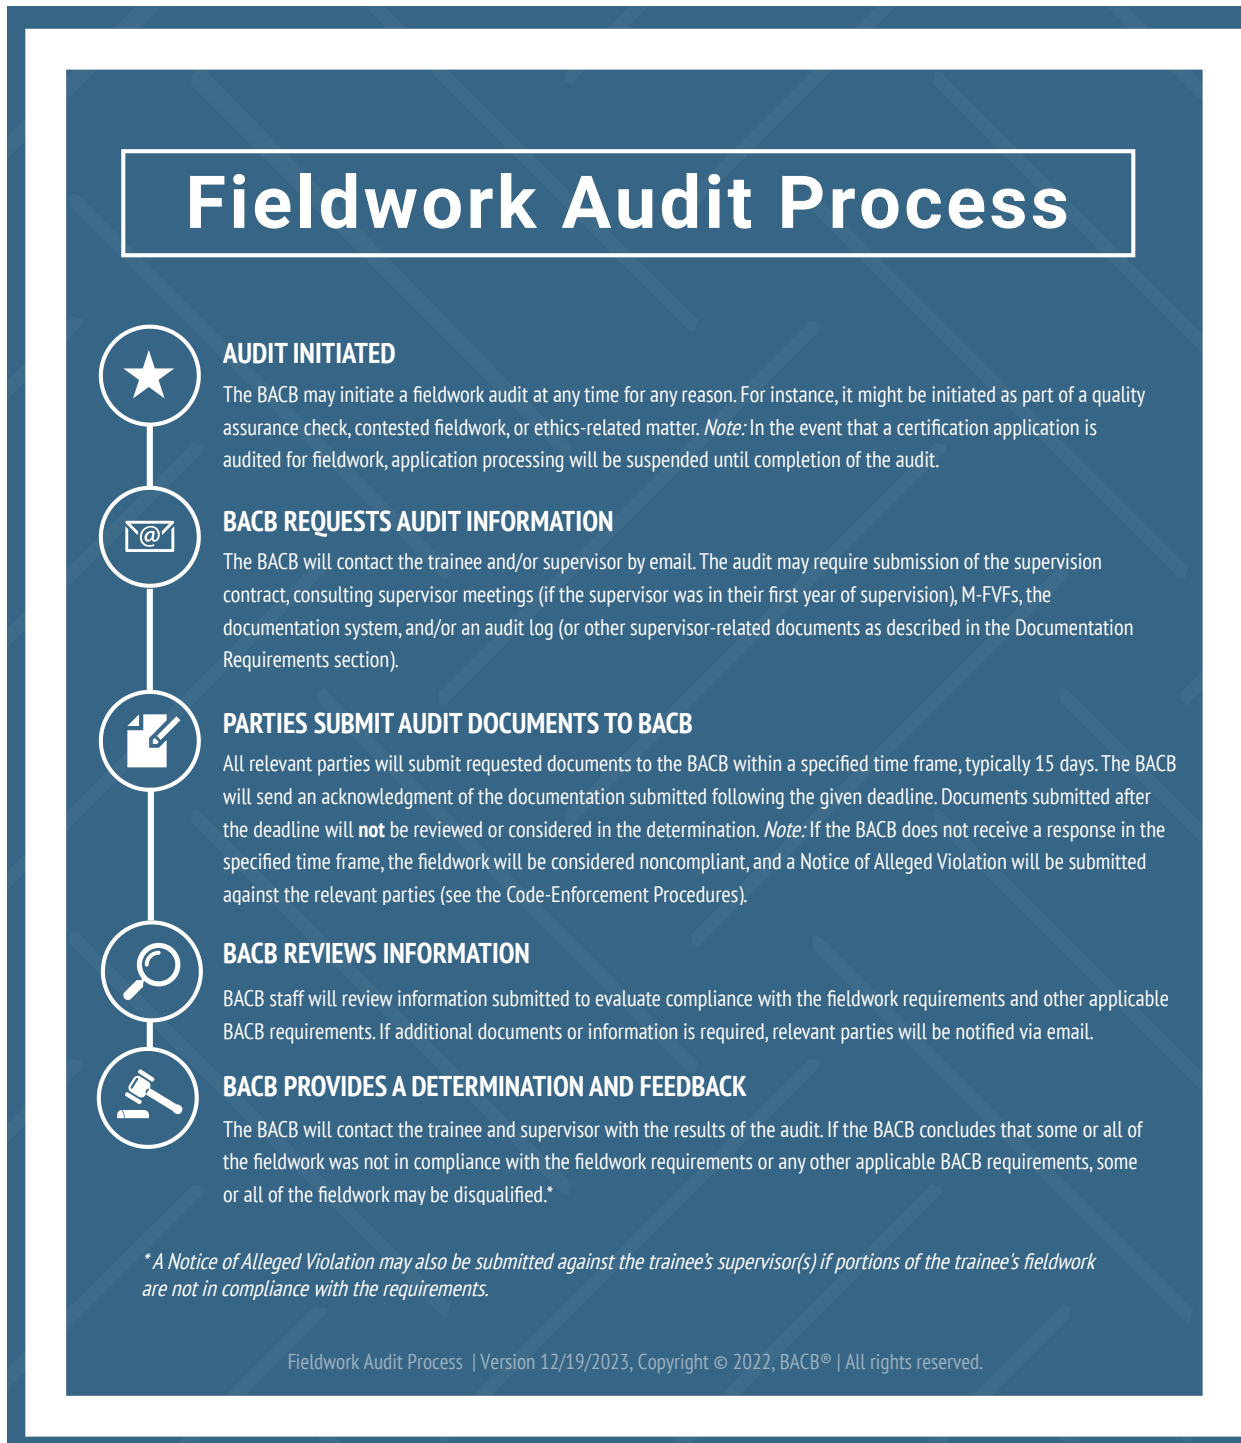 Fieldwork Audit Process
AUDIT INITIATED
The BACB may initiate a fieldwork audit at any time for any reason. For instance, it might be initiated as part of a quality
assurance check, contested fieldwork, or ethics-related matter. Note: In the event that a certification application is
audited for fieldwork, application processing will be suspended until completion of the audit.
@
BACB REQUESTS AUDIT INFORMATION
The BACB will contact the trainee and/or supervisor by email. The audit may require submission of the supervision
contract, consulting supervisor meetings (if the supervisor was in their first year of supervision), M-FVFs, the
documentation system, and/or an audit log (or other supervisor-related documents as described in the Documentation
Requirements section).
PARTIES SUBMIT AUDIT DOCUMENTS TO BACB
All relevant parties will submit requested documents to the BACB within a specified time frame, typically 15 days. The BACB
will send an acknowledgment of the documentation submitted following the given deadline. Documents submitted after
the deadline will not be reviewed or considered in the determination. Note: If the BACB does not receive a response in the
specified time frame, the fieldwork will be considered noncompliant, and a Notice of Alleged Violation will be submitted
against the relevant parties (see the Code-Enforcement Procedures).
BACB REVIEWS INFORMATION
BACB staff will review information submitted to evaluate compliance with the fieldwork requirements and other applicable
BACB requirements. If additional documents or information is required, relevant parties will be notified via email.
BACB PROVIDES A DETERMINATION AND FEEDBACK
The BACB will contact the trainee and supervisor with the results of the audit. If the BACB concludes that some or all of
the fieldwork was not in compliance with the fieldwork requirements or any other applicable BACB requirements, some
or all of the fieldwork may be disqualified.*
* A Notice of Alleged Violation may also be submitted against the trainee’s supervisor(s) if portions of the trainee's fieldwork
are not in compliance with the requirements.
Fieldwork Audit Process | Version 12/19/2023, Copyright © 2022, BACB® | All rights reserved.